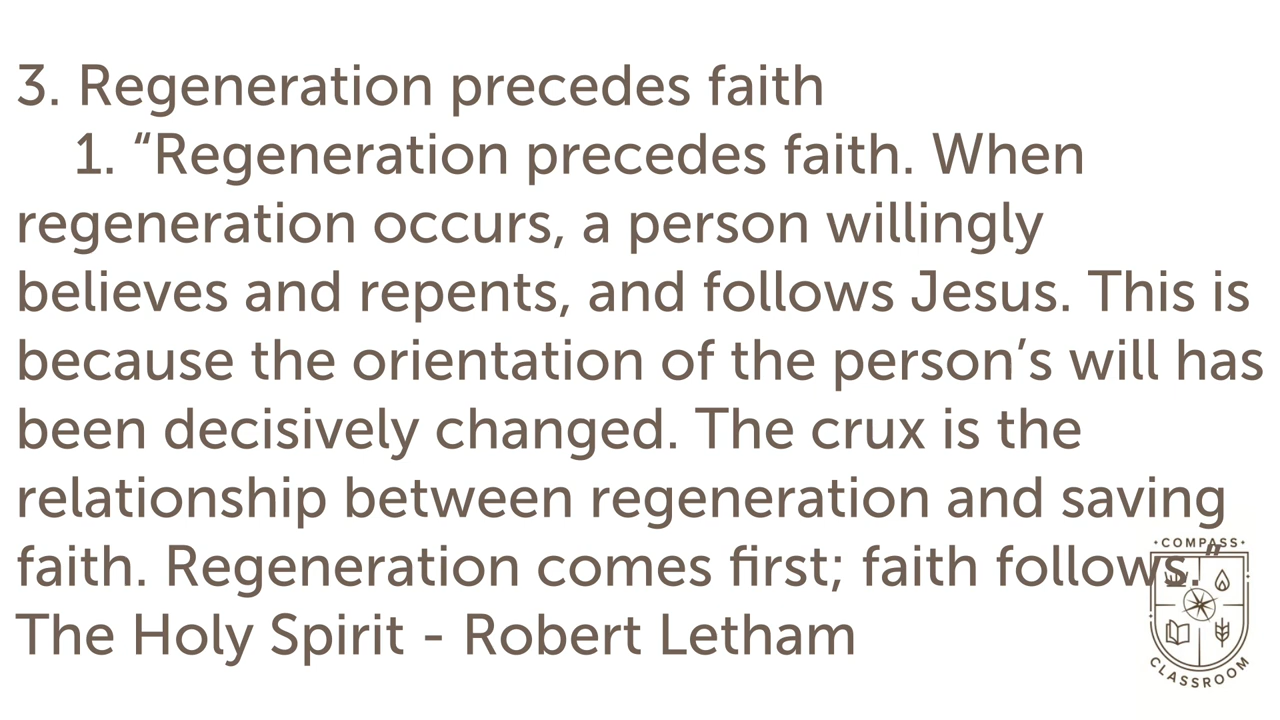 3. Regeneration precedes faith
1. “Regeneration precedes faith. When
regeneration occurs, a person willingly
believes and repents, and follows Jesus. This is
because the orientation of the person’s will has
been decisively changed. The crux is the
relationship between regeneration and saving
faith. Regeneration comes first; faith follows.”
The Holy Spirit - Robert Letham
·COMPASS·
CLASSROOM